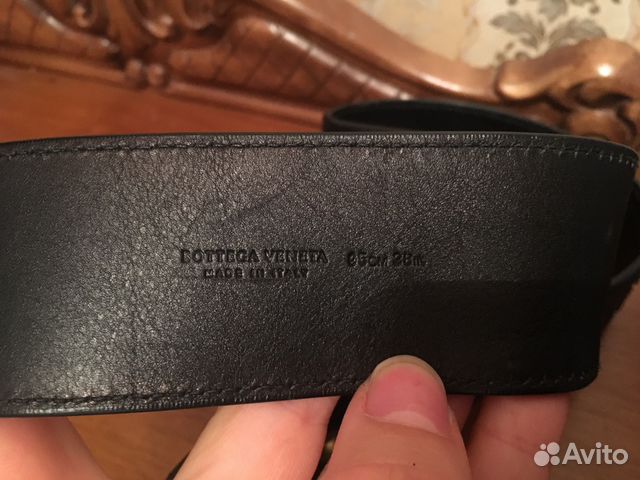 BOTTEGA VENETA 95cm 38in.
MADE IN ITALY
Avito